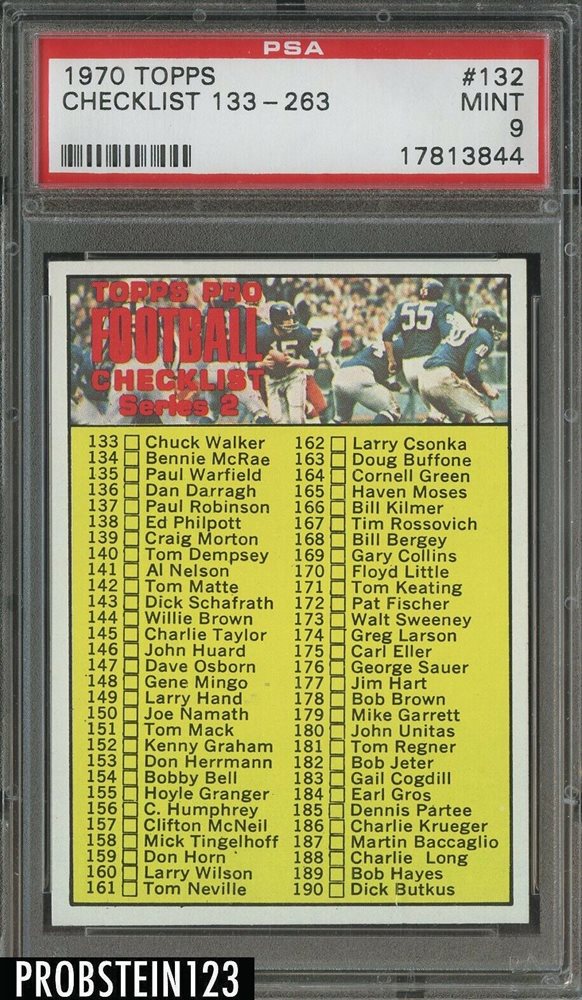 PSA
1970 TOPPS #132
CHECKLIST 133-263 MINT
9
17813844
TOPPS PRO
FOOTBALL
CHECKLIST
Series 2
15
55
133 Chuck Walker
134 Bennie McRae
135 Paul Warfield
136 Dan Darragh
137 Paul Robinson
138 Ed Philpott
139 Craig Morton
140 Tom Dempsey
141 Al Nelson
142 Tom Matte
143 Dick Schafrath
144 Willie Brown
145 Charlie Taylor
146 John Huard
147 Dave Osborn
148 Gene Mingo
149 Larry Hand
150 Joe Namath
151 Tom Mack
152 Kenny Graham
153 Don Herrmann
154 Bobby Bell
155 Hoyle Granger
156 C. Humphrey
157 Clifton McNeil
158 Mick Tingelhoff
159 Don Horn
160 Larry Wilson
161 Tom Neville
162 Larry Csonka
163 Doug Buffone
164 Cornell Green
165 Haven Moses
166 Bill Kilmer
167 Tim Rossovich
168 Bill Bergey
169 Gary Collins
170 Floyd Little
171 Tom Keating
172 Pat Fischer
173 Walt Sweeney
174 Greg Larson
175 Carl Eller
176 George Sauer
177 Jim Hart
178 Bob Brown
179 Mike Garrett
180 John Unitas
181 Tom Regner
182 Bob Jeter
183 Gail Cogdill
184 Earl Gros
185 Dennis Partee
186 Charlie Krueger
187 Martin Baccaglio
188 Charlie Long
189 Bob Hayes
190 Dick Butkus
PROBSTEIN123